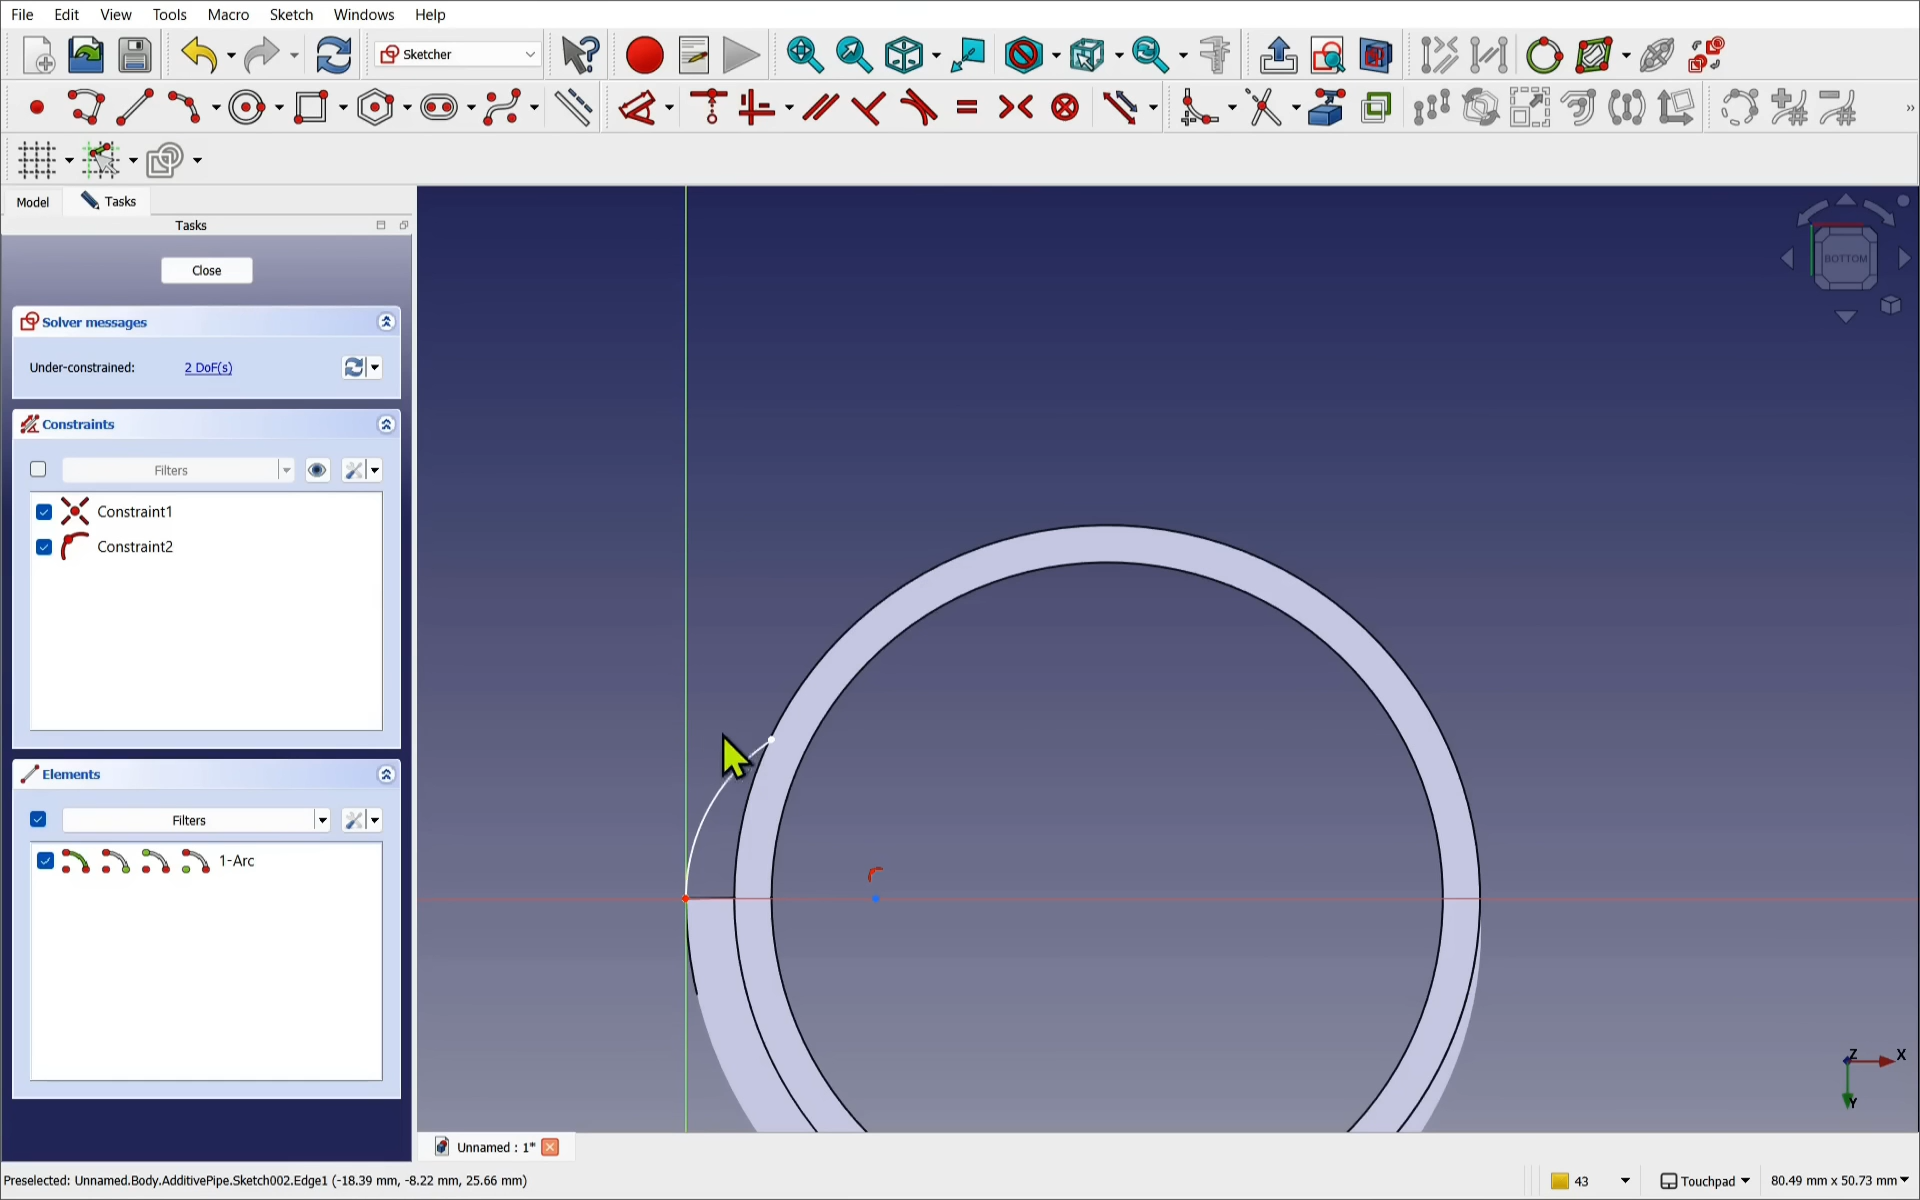 File Edit View Tools Macro Sketch Windows Help
Sketcher
Model Tasks
Tasks
Close
Solver messages
Under-constrained: 2 DoF(s)
Constraints
Filters
Constraint1
Constraint2
Elements
Filters
1-Arc
BOTTOM
Z X
Y
Unnamed : 1*
Preselected: Unnamed.Body.AdditivePipe.Sketch002.Edge1 (-18.39 mm, -8.22 mm, 25.66 mm) 43 Touchpad 80.49 mm x 50.73 mm